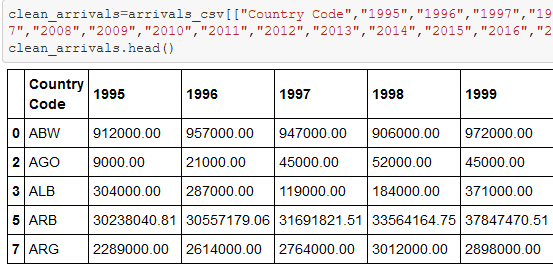 clean_arrivals=arrivals_csv[["Country Code","1995","1996","1997","19
7","2008","2009","2010","2011","2012","2013","2014","2015","2016","2
clean_arrivals.head()
Country Code 1995 1996 1997 1998 1999
0 ABW 912000.00 957000.00 947000.00 906000.00 972000.00
2 AGO 9000.00 21000.00 45000.00 52000.00 45000.00
3 ALB 304000.00 287000.00 119000.00 184000.00 371000.00
5 ARB 30238040.81 30557179.06 31691821.51 33564164.75 37847470.51
7 ARG 2289000.00 2614000.00 2764000.00 3012000.00 2898000.00